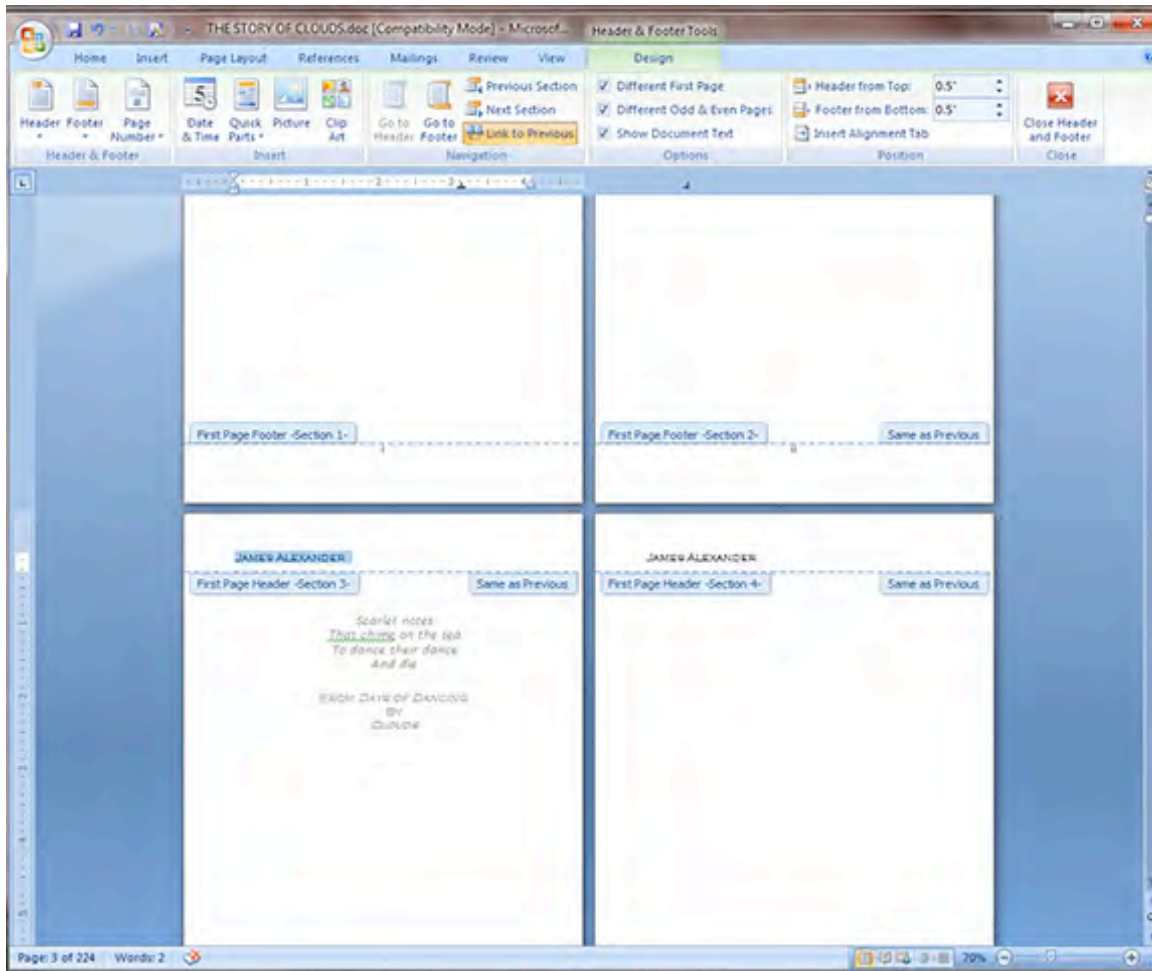 THE STORY OF CLOUDS.doc [Compatibility Mode] - Microsoft... Header & Footer Tools
Home Insert Page Layout References Mailings Review View Design
Previous Section Different First Page Header from Top: 0.5"
Next Section Different Odd & Even Pages Footer from Bottom: 0.5"
Header Footer Page Number Date & Time Quick Parts Picture Clip Art Go to Header Go to Footer Link to Previous Show Document Text Insert Alignment Tab Close Header and Footer
Header & Footer Insert Navigation Options Position Close
First Page Footer -Section 1- First Page Footer -Section 2- Same as Previous
James Alexander James Alexander
First Page Header -Section 3- Same as Previous First Page Header -Section 4- Same as Previous
Scarlet notes
That chime on the sea
To dance their dance
And die
From Days of Dancing
By
Clouds
Page: 3 of 224 Words: 2 70%